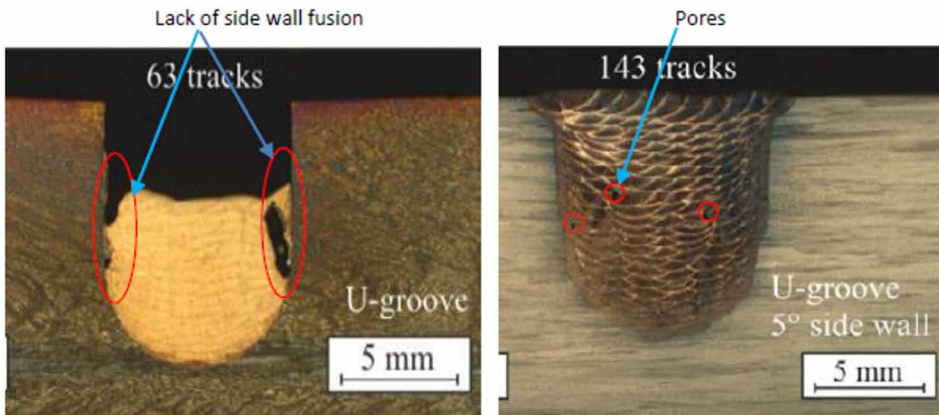 Lack of side wall fusion
Pores
63 tracks
143 tracks
U-groove
5 mm
U-groove
5° side wall
5 mm